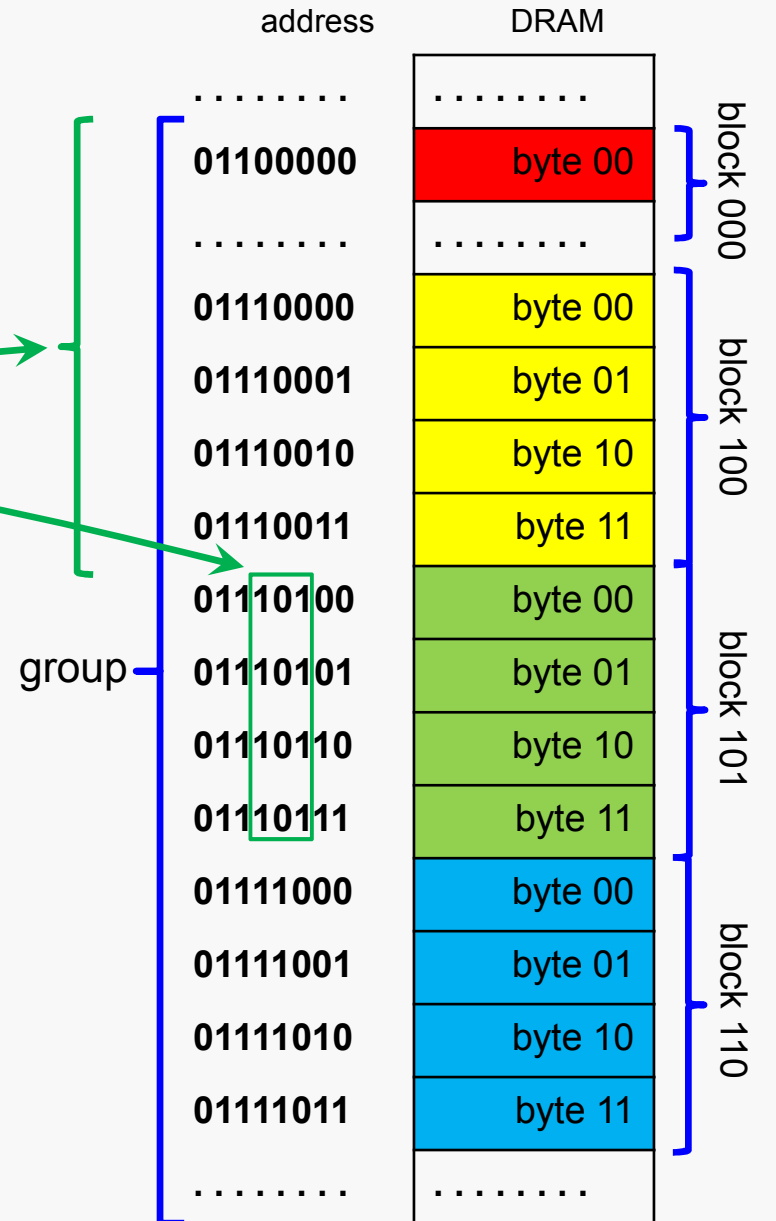 address DRAM
. . . . . . . . . . . . . . . .
01100000 byte 00
block 000
. . . . . . . . . . . . . . . .
01110000 byte 00
01110001 byte 01
block 100
01110010 byte 10
01110011 byte 11
01110100 byte 00
group 01110101 byte 01
block 101
01110110 byte 10
01110111 byte 11
01111000 byte 00
01111001 byte 01
block 110
01111010 byte 10
01111011 byte 11
. . . . . . . . . . . . . . . .